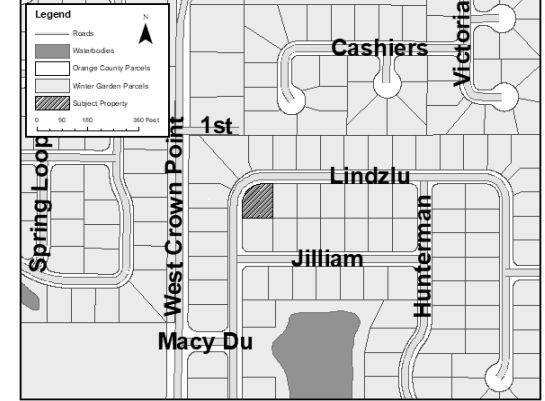 Legend
N
Roads
Waterbodies
Orange County Parcels
Winter Garden Parcels
Subject Property
0 90 180 360 Feet
Cashiers
Victoria
1st
West Crown Point
Spring Loop
Lindzlu
Jilliam
Hunterman
Macy Du